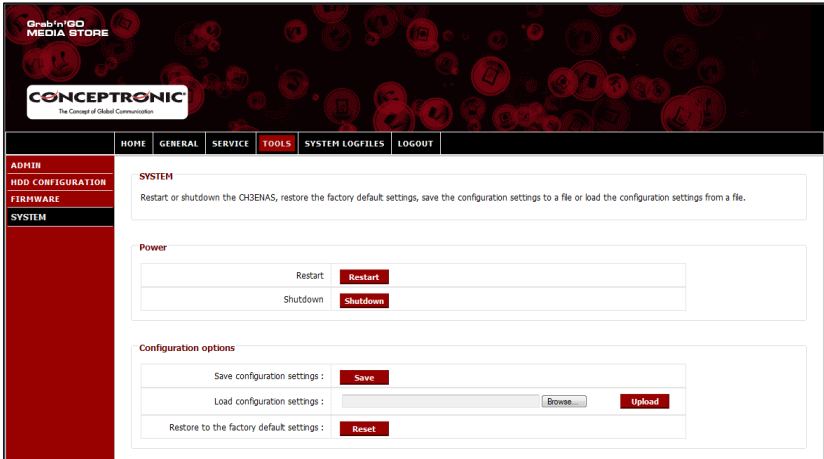 Grab'n'GO
MEDIA STORE
CONCEPTRONIC
The Concept of Global Communication
HOME GENERAL SERVICE TOOLS SYSTEM LOGFILES LOGOUT
ADMIN
HDD CONFIGURATION
FIRMWARE
SYSTEM
SYSTEM
Restart or shutdown the CH3ENAS, restore the factory default settings, save the configuration settings to a file or load the configuration settings from a file.
Power
Restart Restart
Shutdown Shutdown
Configuration options
Save configuration settings : Save
Load configuration settings : Browse... Upload
Restore to the factory default settings : Reset